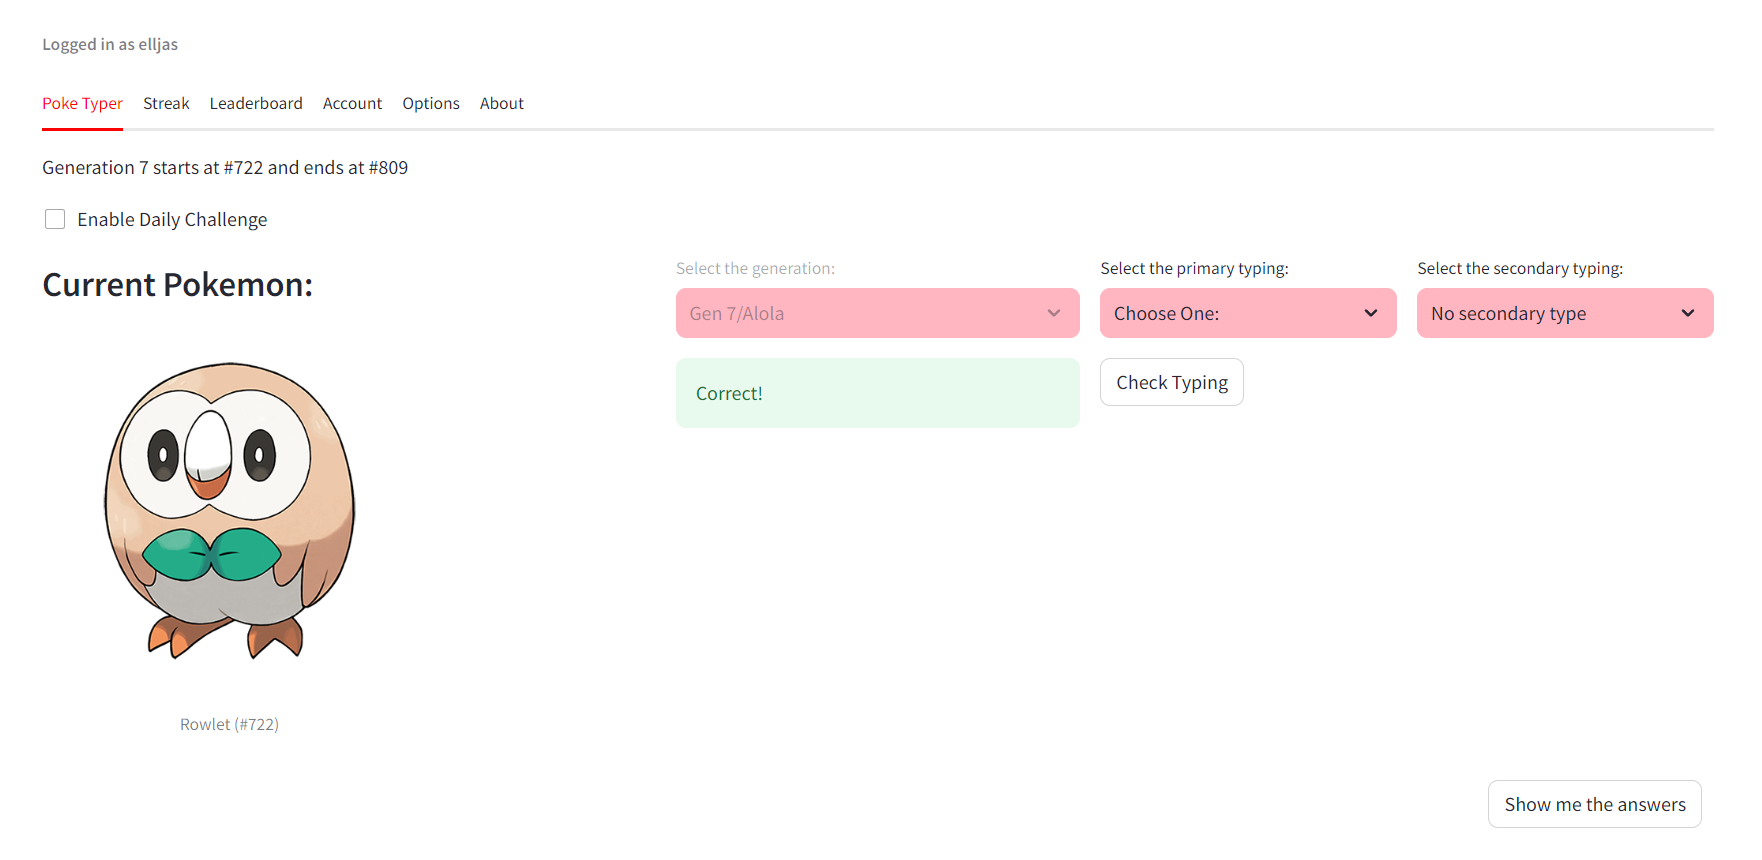 Logged in as elljas
Poke Typer Streak Leaderboard Account Options About
Generation 7 starts at #722 and ends at #809
Enable Daily Challenge
Current Pokemon:
Select the generation:
Gen 7/Alola
Select the primary typing:
Choose One:
Select the secondary typing:
No secondary type
Correct!
Check Typing
Rowlet (#722)
Show me the answers